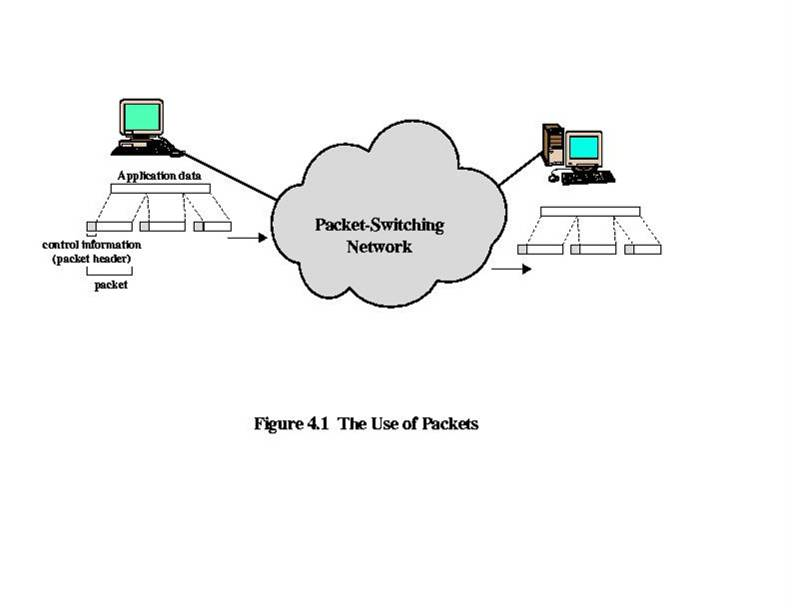 Application data
control information
(packet header)
packet
Packet-Switching
Network
Figure 4.1 The Use of Packets